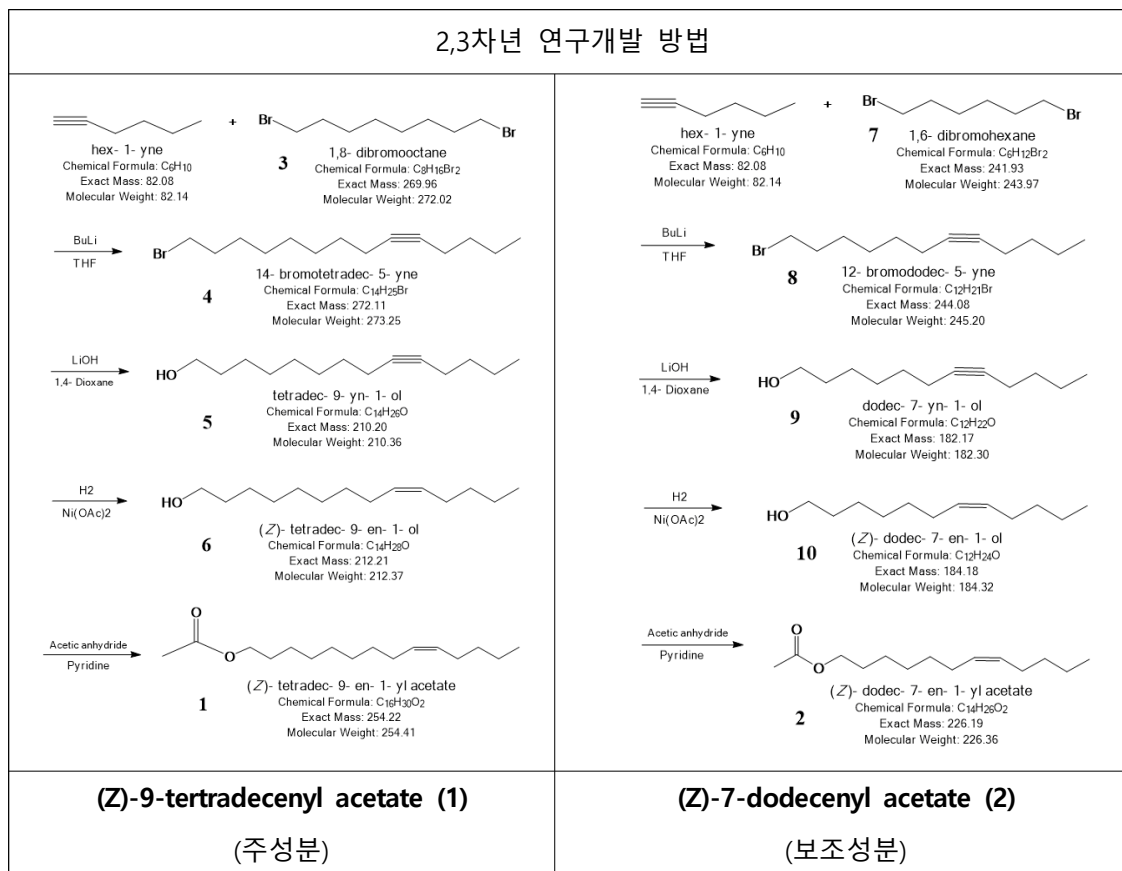 2,3차년 연구개발 방법
+
Br
Br
hex- 1- yne
Chemical Formula: C6H10
Exact Mass: 82.08
Molecular Weight: 82.14
3
1,8- dibromooctane
Chemical Formula: C8H16Br2
Exact Mass: 269.96
Molecular Weight: 272.02
BuLi
THF
Br
14- bromotetradec- 5- yne
Chemical Formula: C14H25Br
Exact Mass: 272.11
Molecular Weight: 273.25
4
LiOH
1,4- Dioxane
HO
tetradec- 9- yn- 1- ol
Chemical Formula: C14H26O
Exact Mass: 210.20
Molecular Weight: 210.36
5
H2
Ni(OAc)2
HO
(Z)- tetradec- 9- en- 1- ol
Chemical Formula: C14H28O
Exact Mass: 212.21
Molecular Weight: 212.37
6
Acetic anhydride
Pyridine
O
O
(Z)- tetradec- 9- en- 1- yl acetate
Chemical Formula: C16H30O2
Exact Mass: 254.22
Molecular Weight: 254.41
1
(Z)-9-tertradecenyl acetate (1)
(주성분)
+
Br
Br
hex- 1- yne
Chemical Formula: C6H10
Exact Mass: 82.08
Molecular Weight: 82.14
7
1,6- dibromohexane
Chemical Formula: C6H12Br2
Exact Mass: 241.93
Molecular Weight: 243.97
BuLi
THF
Br
12- bromododec- 5- yne
Chemical Formula: C12H21Br
Exact Mass: 244.08
Molecular Weight: 245.20
8
LiOH
1,4- Dioxane
HO
dodec- 7- yn- 1- ol
Chemical Formula: C12H22O
Exact Mass: 182.17
Molecular Weight: 182.30
9
H2
Ni(OAc)2
HO
(Z)- dodec- 7- en- 1- ol
Chemical Formula: C12H24O
Exact Mass: 184.18
Molecular Weight: 184.32
10
Acetic anhydride
Pyridine
O
O
(Z)- dodec- 7- en- 1- yl acetate
Chemical Formula: C14H26O2
Exact Mass: 226.19
Molecular Weight: 226.36
2
(Z)-7-dodecenyl acetate (2)
(보조성분)